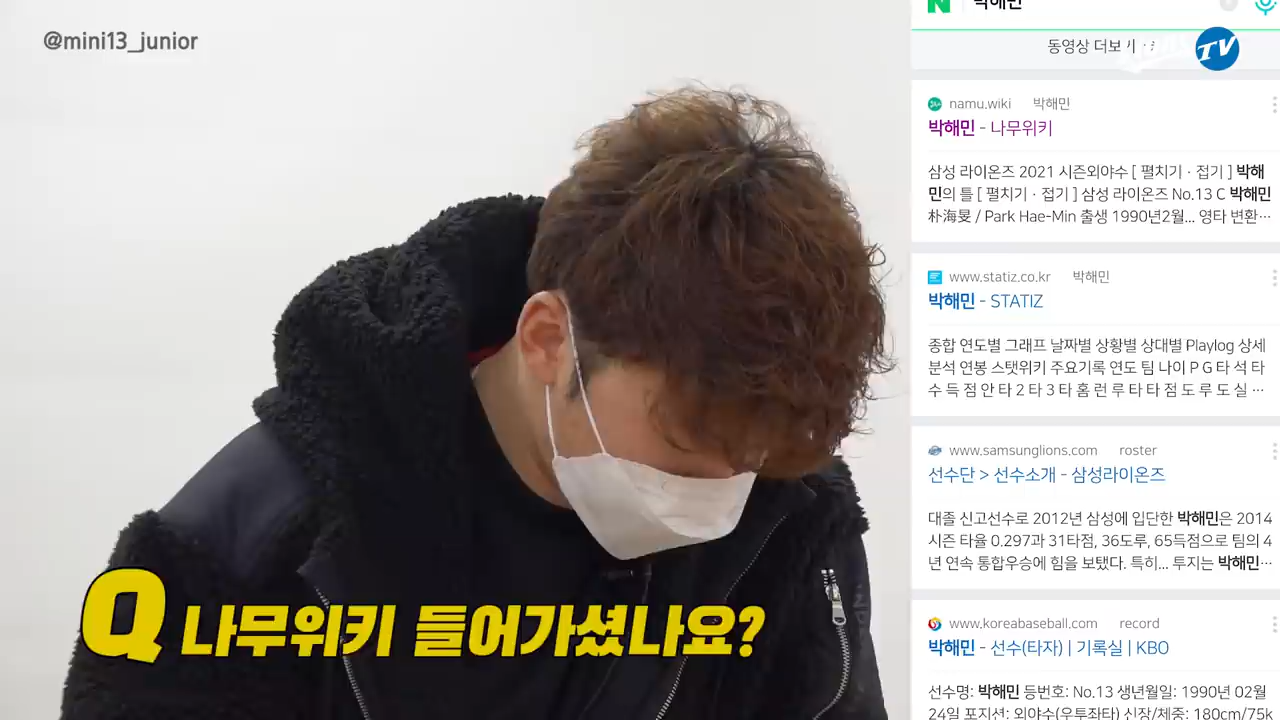 @mini13_junior
박해민
동영상 더보기
TV
namu.wiki 박해민
박해민 - 나무위키
삼성 라이온즈 2021 시즌외야수 [ 펼치기 · 접기 ] 박해
민의 틀 [ 펼치기 · 접기 ] 삼성 라이온즈 No.13 C 박해민
朴海旻 / Park Hae-Min 출생 1990년2월... 영타 변환…
www.statiz.co.kr 박해민
박해민 - STATIZ
종합 연도별 그래프 날짜별 상황별 상대별 Playlog 상세
분석 연봉 스탯위키 주요기록 연도 팀 나이 P G 타 석 타
수 득 점 안 타 2 타 3 타 홈 런 루 타 타 점 도 루 도 실 …
www.samsunglions.com roster
선수단 > 선수소개 - 삼성라이온즈
대졸 신고선수로 2012년 삼성에 입단한 박해민은 2014
시즌 타율 0.297과 31타점, 36도루, 65득점으로 팀의 4
년 연속 통합우승에 힘을 보탰다. 특히... 투지는 박해민…
www.koreabaseball.com record
박해민 - 선수(타자) | 기록실 | KBO
선수명: 박해민 등번호: No.13 생년월일: 1990년 02월
24일 포지션: 외야수(우투좌타) 신장/체중: 180cm/75k
Q 나무위키 들어가셨나요?